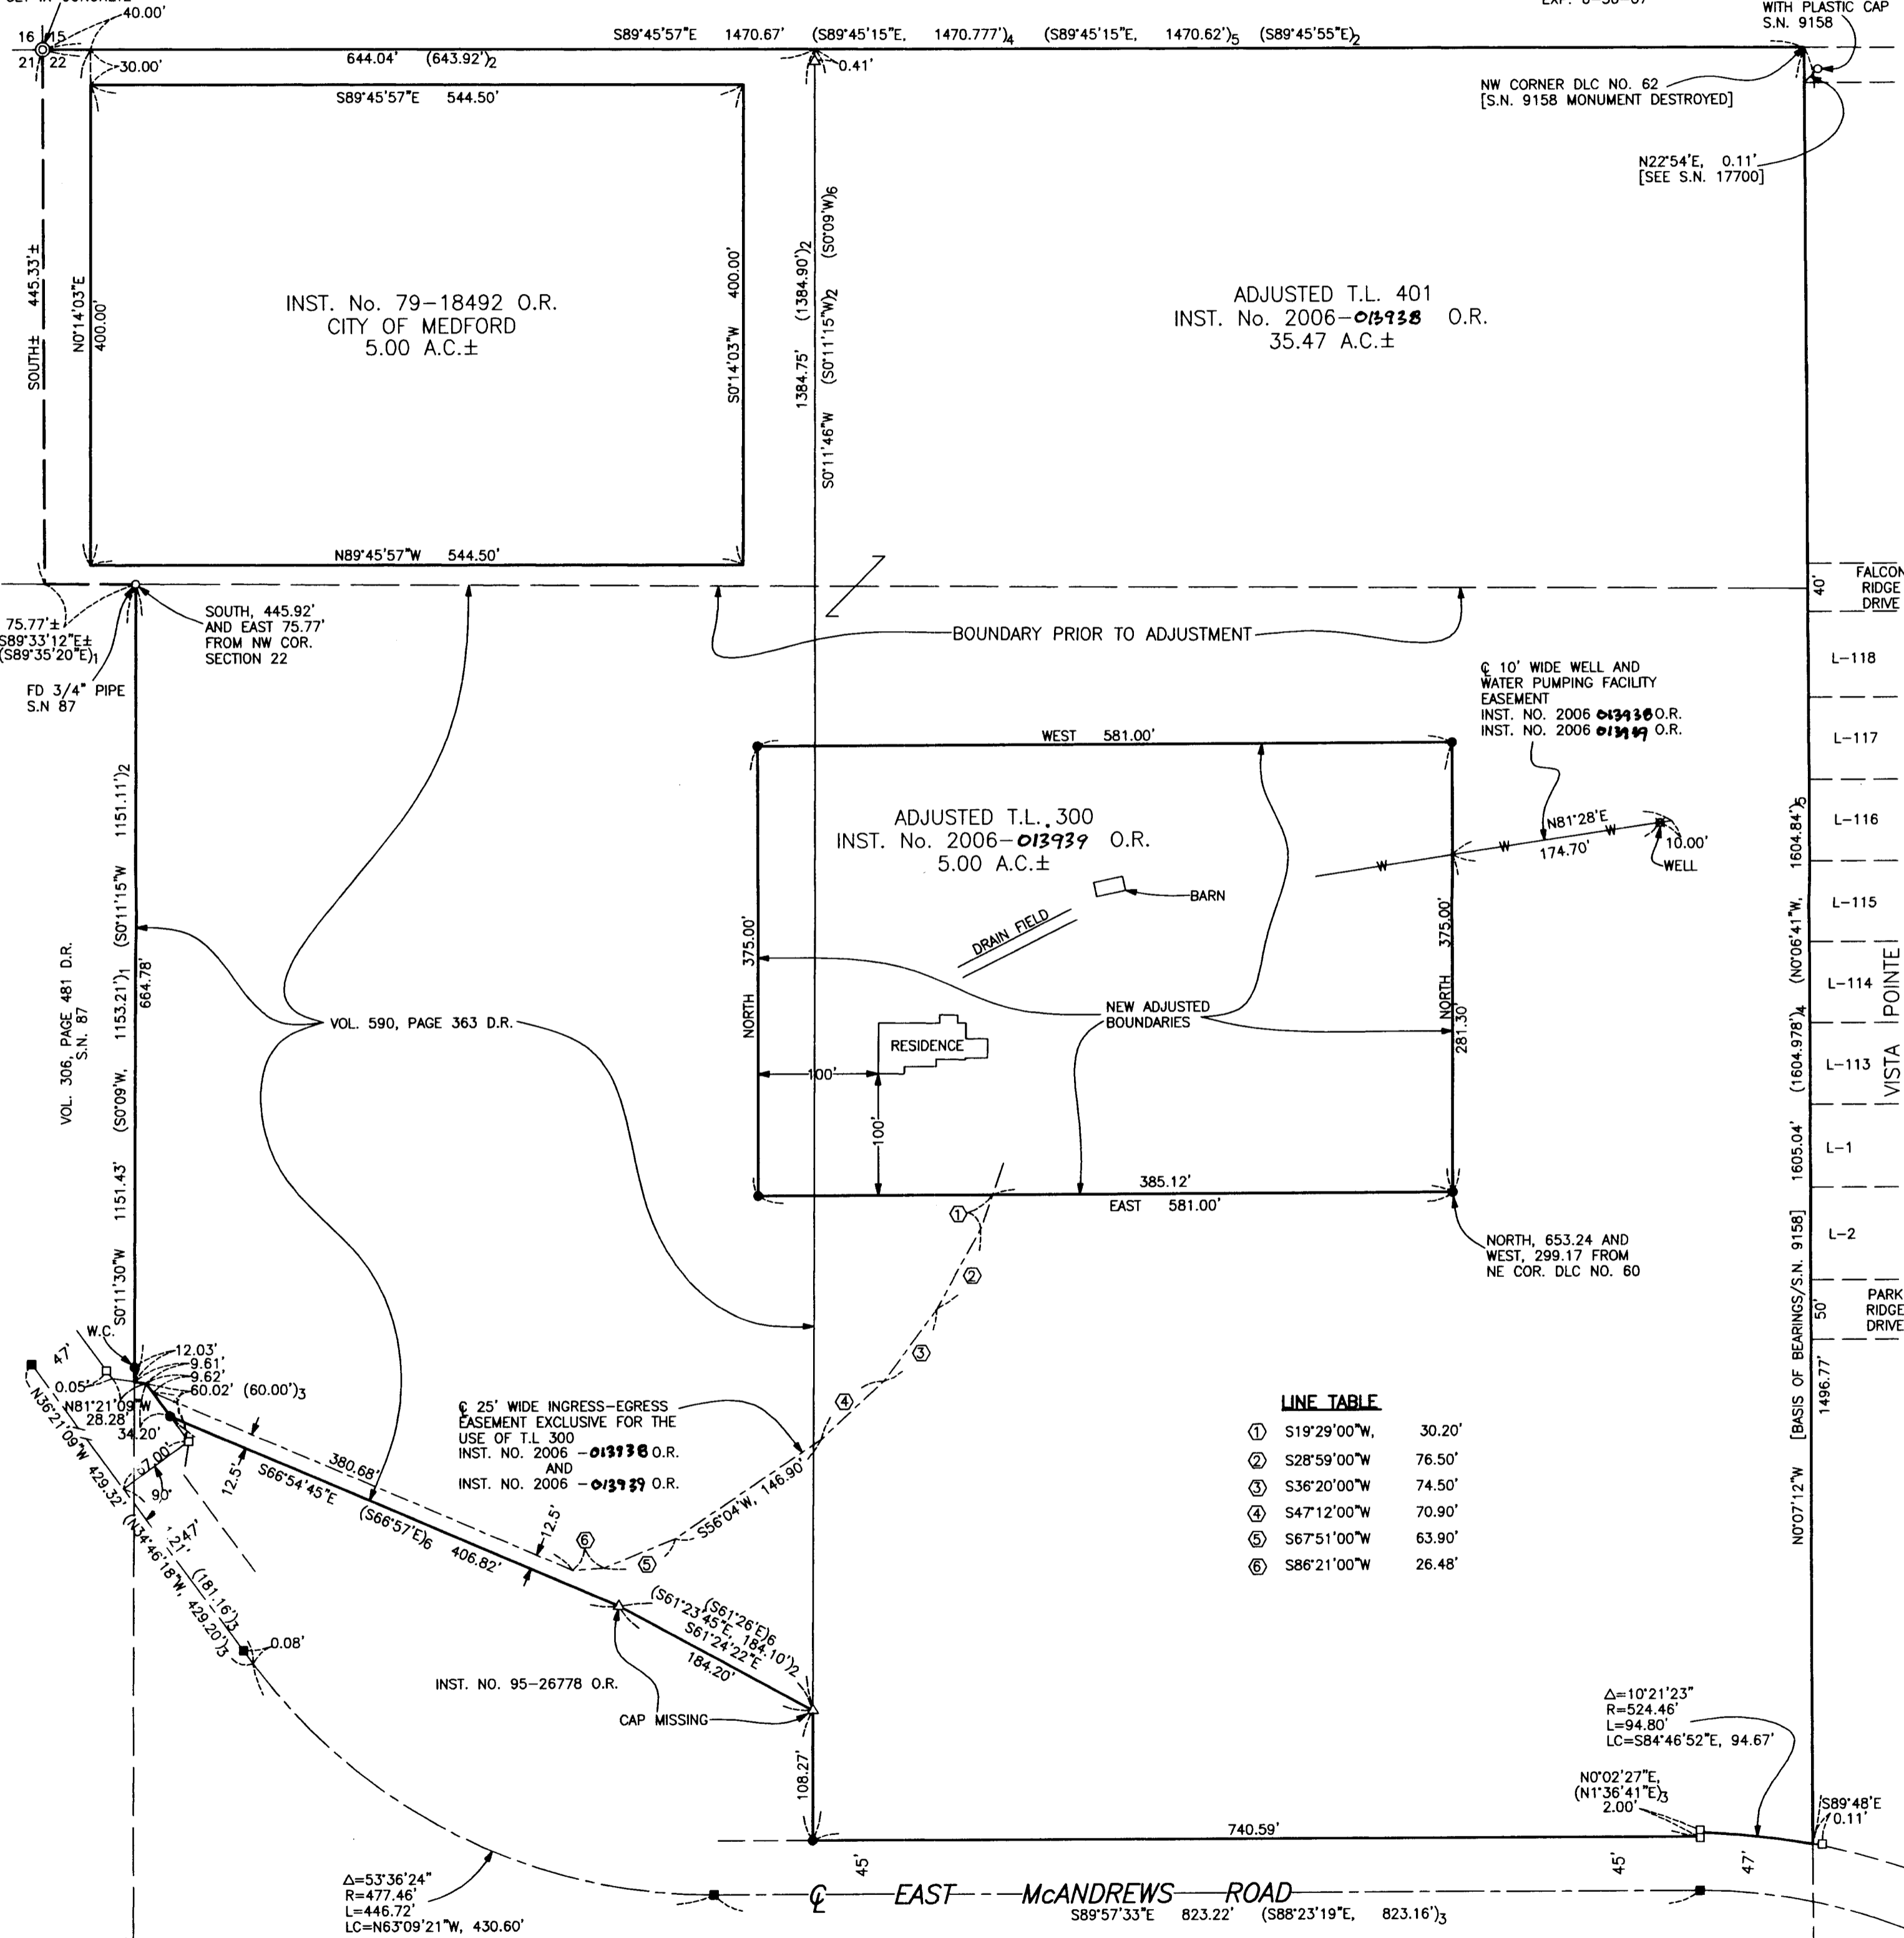 40.00'
EXP. 6-30-07
WITH PLASTIC CAP
S.N. 9158
16 15
21 22
S89°45'57"E 1470.67' (S89°45'15"E, 1470.777')4 (S89°45'15"E, 1470.62')5 (S89°45'55"E)2
644.04' (643.92')2
30.00'
0.41'
S89°45'57"E 544.50'
NW CORNER DLC NO. 62
[S.N. 9158 MONUMENT DESTROYED]
N22°54'E, 0.11'
[SEE S.N. 17700]
SOUTH± 445.33'±
N0°14'03"E
400.00'
INST. No. 79-18492 O.R.
CITY OF MEDFORD
5.00 A.C.±
S0°14'03"W 400.00'
1384.75' (1384.90')2
S0°11'46"W (S0°11'15"W)2 (S0°09'W)6
ADJUSTED T.L. 401
INST. No. 2006-013938 O.R.
35.47 A.C.±
N89°45'57"W 544.50'
75.77'±
S89°33'12"E±
(S89°35'20"E)1
SOUTH, 445.92'
AND EAST 75.77'
FROM NW COR.
SECTION 22
FD 3/4" PIPE
S.N 87
BOUNDARY PRIOR TO ADJUSTMENT
40'
FALCON
RIDGE
DRIVE
L-118
L-117
L-116
L-115
L-114
L-113
L-1
L-2
VISTA POINTE
50'
PARK
RIDGE
DRIVE
℄ 10' WIDE WELL AND
WATER PUMPING FACILITY
EASEMENT
INST. NO. 2006 013938 O.R.
INST. NO. 2006 013939 O.R.
WEST 581.00'
ADJUSTED T.L. 300
INST. No. 2006-013939 O.R.
5.00 A.C.±
N81°28'E
174.70'
W W W W
10.00'
WELL
BARN
DRAIN FIELD
NORTH 375.00'
NORTH 375.00'
281.30'
NEW ADJUSTED
BOUNDARIES
RESIDENCE
100'
100'
385.12'
EAST 581.00'
NORTH, 653.24 AND
WEST, 299.17 FROM
NE COR. DLC NO. 60
VOL. 306, PAGE 481 D.R.
S.N. 87
S0°11'30"W 1151.43' (S0°09'W, 1153.21')1 (S0°11'15"W 1151.11')2
664.78'
VOL. 590, PAGE 363 D.R.
N0°07'12"W [BASIS OF BEARINGS/S.N. 9158] 1605.04' (1604.978')4 (N0°06'41"W, 1604.84')5
1496.77'
W.C.
47'
0.05'
12.03'
9.61'
9.62'
60.02' (60.00')3
N81°21'09"W
28.28'
34.20'
N36°21'09"W 429.32'
(N34°46'18"W, 429.20')3
67.00'
90°
47'
(181.16')3
0.08'
12.5'
380.68'
S66°54'45"E
(S66°57'E)6 406.82'
12.5'
℄ 25' WIDE INGRESS-EGRESS
EASEMENT EXCLUSIVE FOR THE
USE OF T.L 300
INST. NO. 2006 -013938 O.R.
AND
INST. NO. 2006 -013939 O.R.
S56°04'W, 146.90'
1
2
3
4
5
6
LINE TABLE
1 S19°29'00"W, 30.20'
2 S28°59'00"W 76.50'
3 S36°20'00"W 74.50'
4 S47°12'00"W 70.90'
5 S67°51'00"W 63.90'
6 S86°21'00"W 26.48'
(S61°26'E)6
(S61°23'45"E, 184.10')2
S61°24'22"E
184.20'
INST. NO. 95-26778 O.R.
CAP MISSING
108.27'
Δ=10°21'23"
R=524.46'
L=94.80'
LC=S84°46'52"E, 94.67'
N0°02'27"E,
(N1°36'41"E)3
2.00'
S89°48'E
0.11'
740.59'
45'
45'
47'
Δ=53°36'24"
R=477.46'
L=446.72'
LC=N63°09'21"W, 430.60'
℄ EAST McANDREWS ROAD
S89°57'33"E 823.22' (S88°23'19"E, 823.16')3